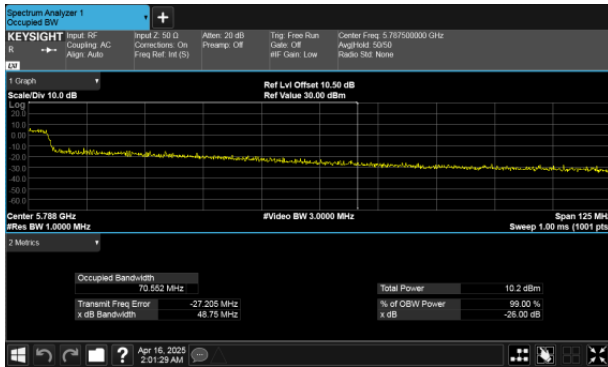 Spectrum Analyzer 1
Occupied BW
+
KEYSIGHT
R
LXI
Input: RF
Coupling: AC
Align: Auto
Input Z: 50 Ω
Corrections: On
Freq Ref: Int (S)
Atten: 20 dB
Preamp: Off
Trig: Free Run
Gate: Off
#IF Gain: Low
Center Freq: 5.787500000 GHz
Avg|Hold: 50/50
Radio Std: None
1 Graph
Scale/Div 10.0 dB
Ref Lvl Offset 10.50 dB
Ref Value 30.00 dBm
Log
20.0
10.0
0.00
-10.0
-20.0
-30.0
-40.0
-50.0
-60.0
Center 5.788 GHz
#Video BW 3.0000 MHz
Span 125 MH
#Res BW 1.0000 MHz
Sweep 1.00 ms (1001 pts
2 Metrics
Occupied Bandwidth
70.552 MHz
Total Power 10.2 dBm
Transmit Freq Error -27.205 MHz
% of OBW Power 99.00 %
x dB Bandwidth 48.75 MHz
x dB -26.00 dB
?
Apr 16, 2025
2:01:29 AM